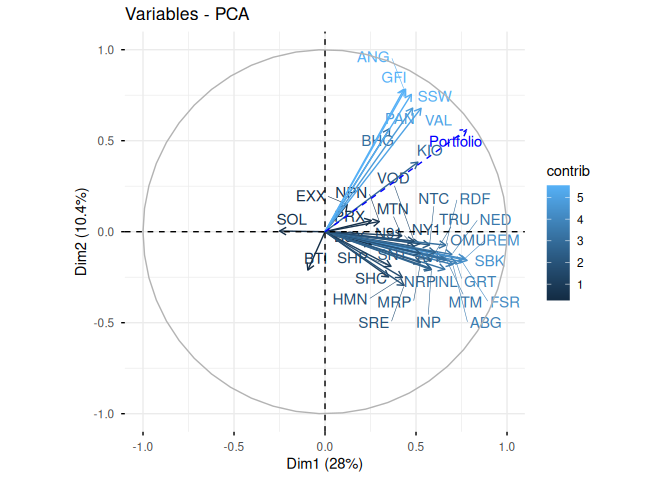 Variables - PCA
1.0
0.5
0.0
-0.5
-1.0
Dim2 (10.4%)
ANG
GFI
SSW
PAN
VAL
BHG
Portfolio
KIO
VOD
EXX
NPN
NTC
RDF
PRX
MTN
SOL
TRU
NED
NY1
OMU
REM
BTI
SHP
SBK
SHC
NRP
INL
GRT
HMN
MRP
MTM
FSR
SRE
INP
ABG
-1.0
-0.5
0.0
0.5
1.0
Dim1 (28%)
contrib
5
4
3
2
1